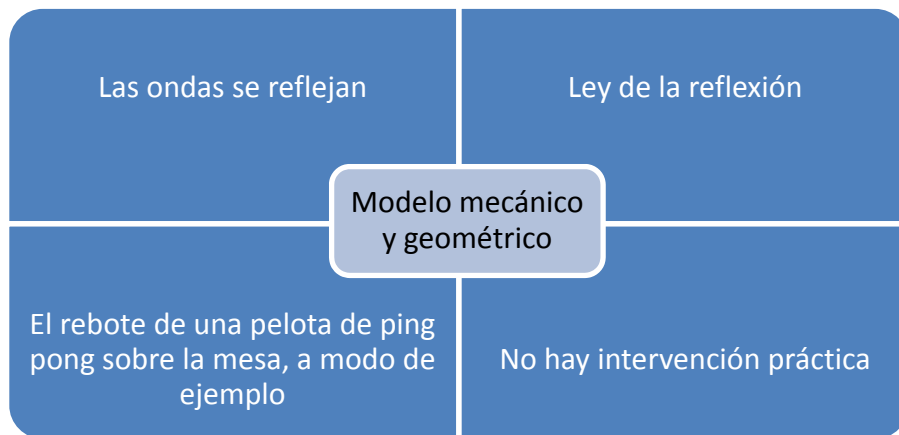 Las ondas se reflejan
Ley de la reflexión
Modelo mecánico
y geométrico
El rebote de una pelota de ping
pong sobre la mesa, a modo de
ejemplo
No hay intervención práctica